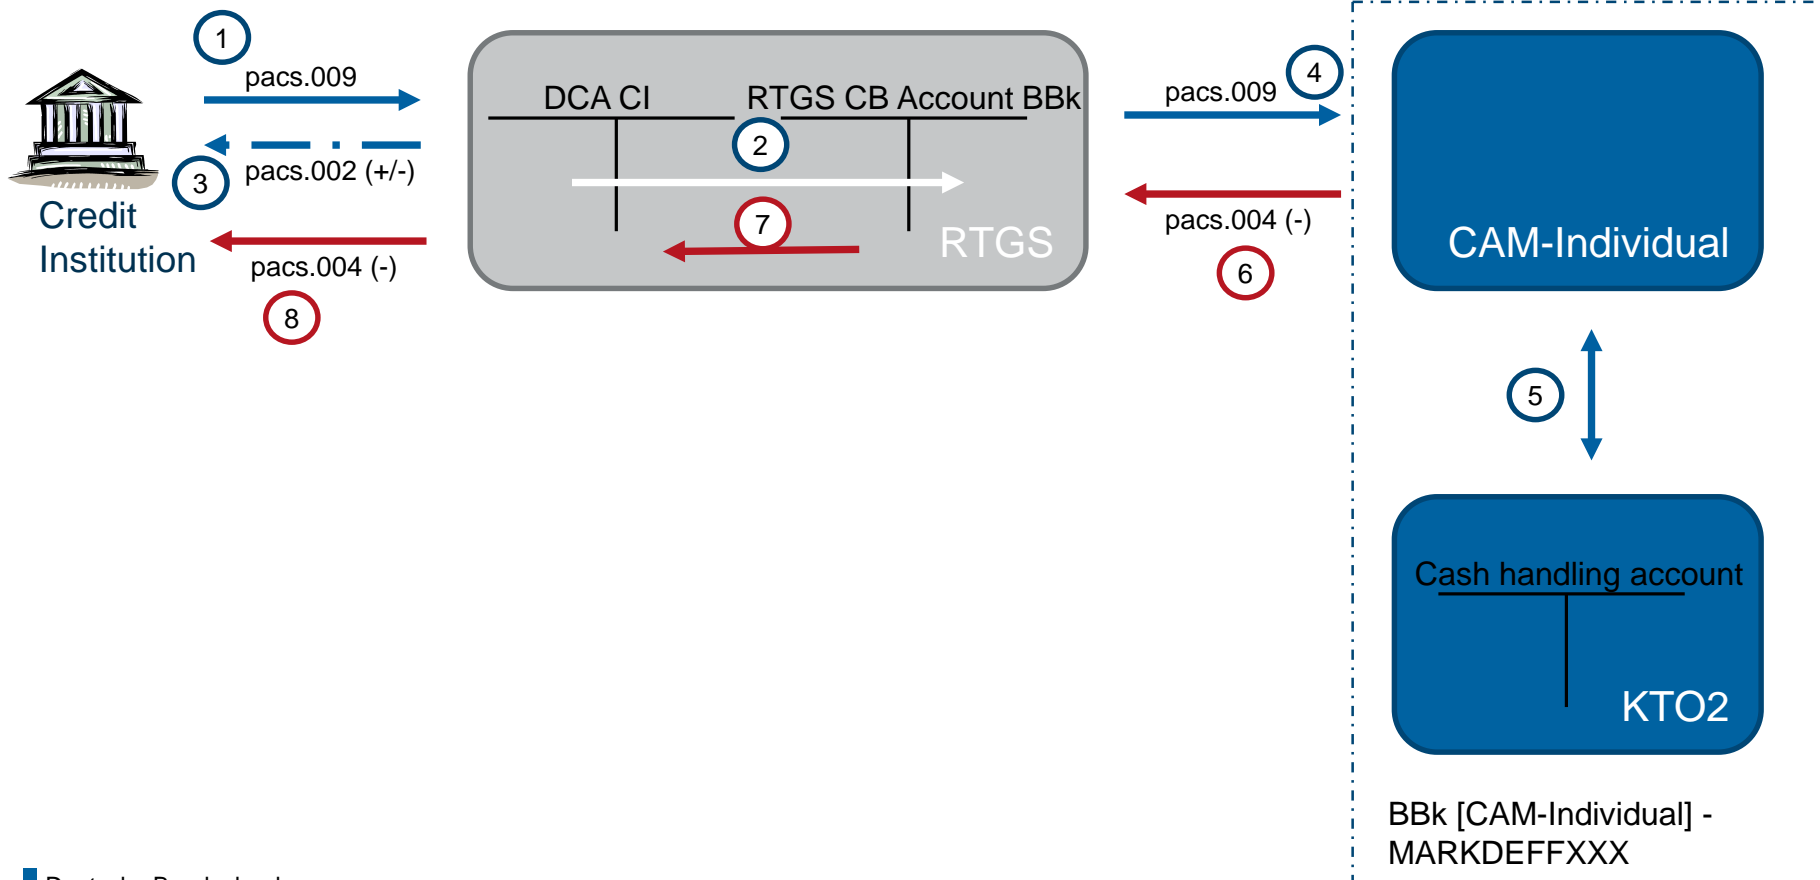 1
pacs.009
pacs.002 (+/-)
3
Credit
Institution
pacs.004 (-)
8
DCA CI
RTGS CB Account BBk
2
7
RTGS
pacs.009
4
pacs.004 (-)
6
CAM-Individual
5
Cash handling account
KTO2
BBk [CAM-Individual] -
MARKDEFFXXX